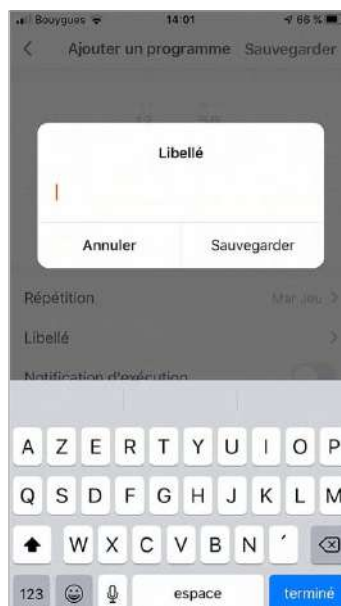 Bouygues 14:01 66 %
Ajouter un programme Sauvegarder
Libellé
Annuler Sauvegarder
Répétition Mar Jeu
Libellé
Notification d'exécution
A Z E R T Y U I O P
Q S D F G H J K L M
W X C V B N ´
123 espace terminé